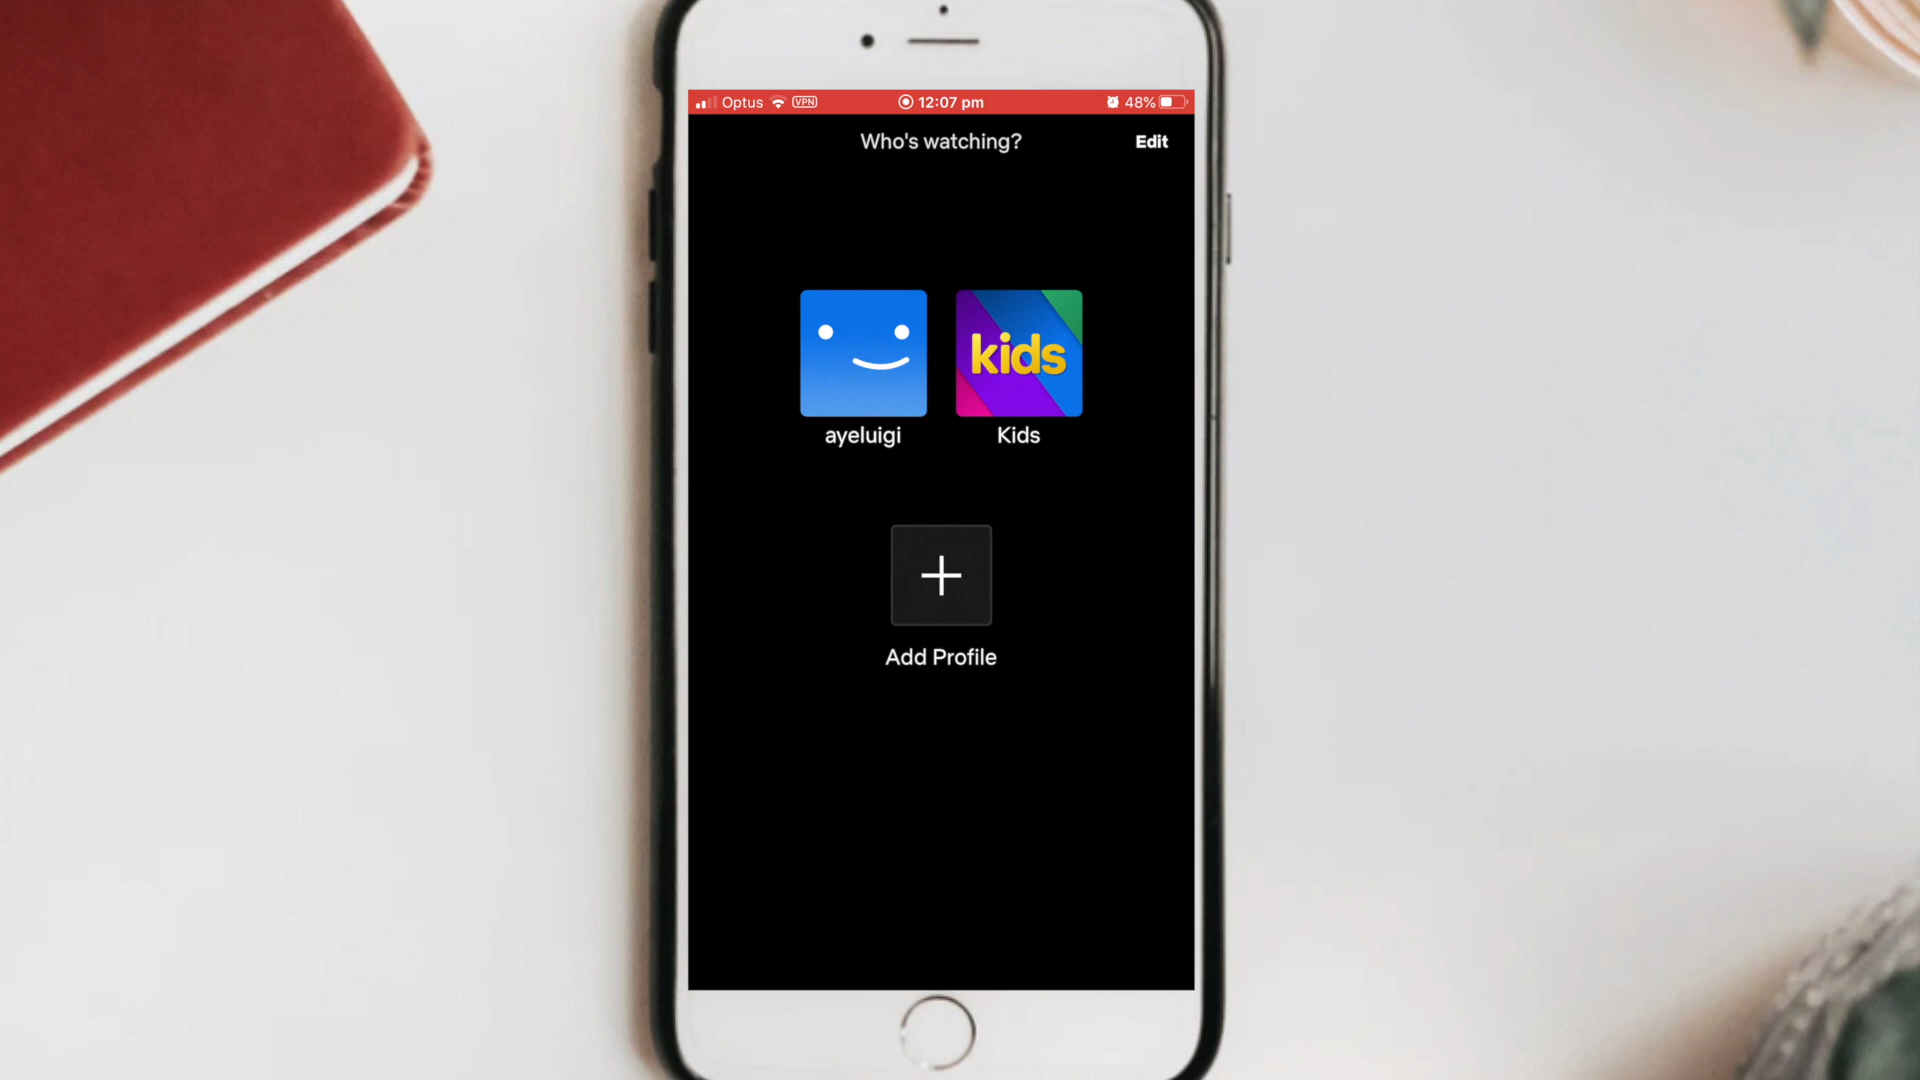 Optus VPN 12:07 pm 48%
Who's watching? Edit
kids
ayeluigi Kids
Add Profile